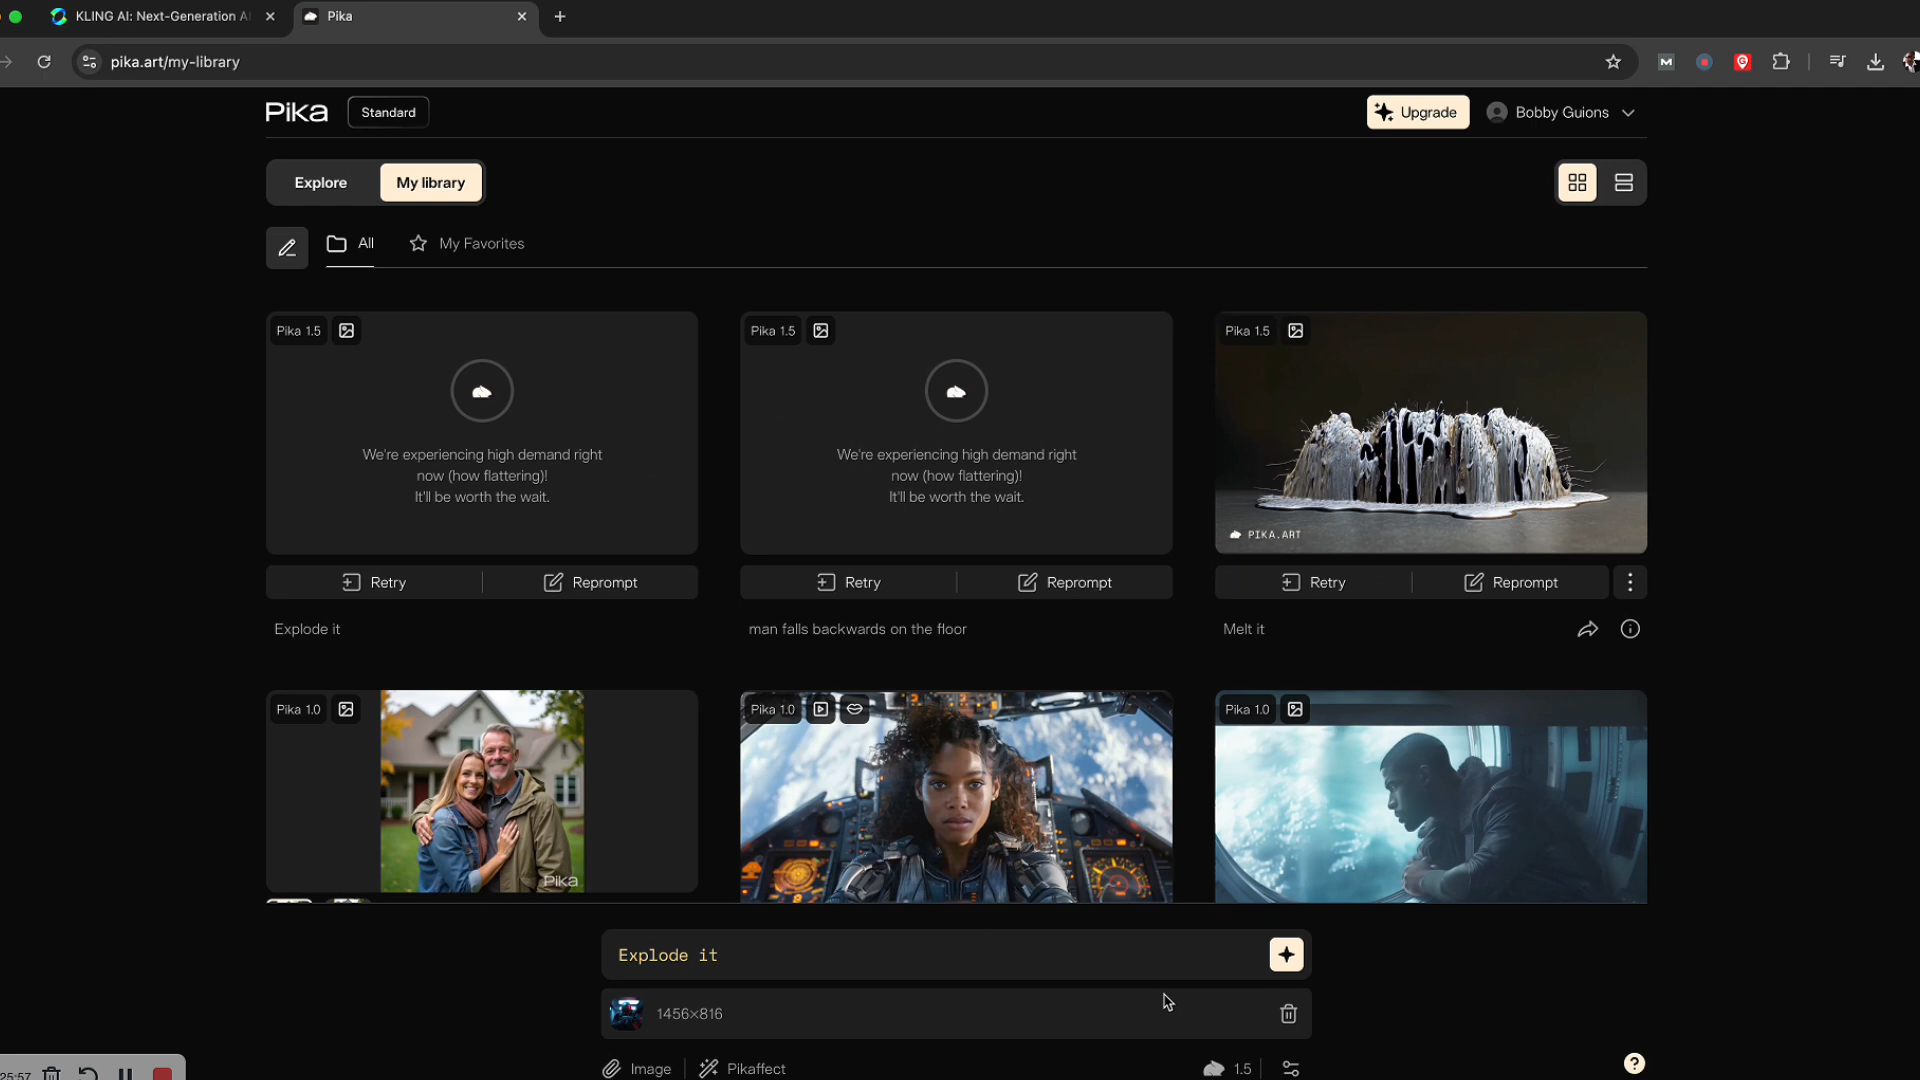 KLING AI: Next-Generation AI
Pika
pika.art/my-library
Pika
Standard
Upgrade
Bobby Guions
Explore
My library
All
My Favorites
Pika 1.5
We're experiencing high demand right
now (how flattering)!
It'll be worth the wait.
Retry
Reprompt
Explode it
Pika 1.5
We're experiencing high demand right
now (how flattering)!
It'll be worth the wait.
Retry
Reprompt
man falls backwards on the floor
Pika 1.5
PIKA.ART
Retry
Reprompt
Melt it
Pika 1.0
Pika
Pika 1.0
Pika 1.0
Explode it
1456×816
Image
Pikaffect
1.5
?
25:57